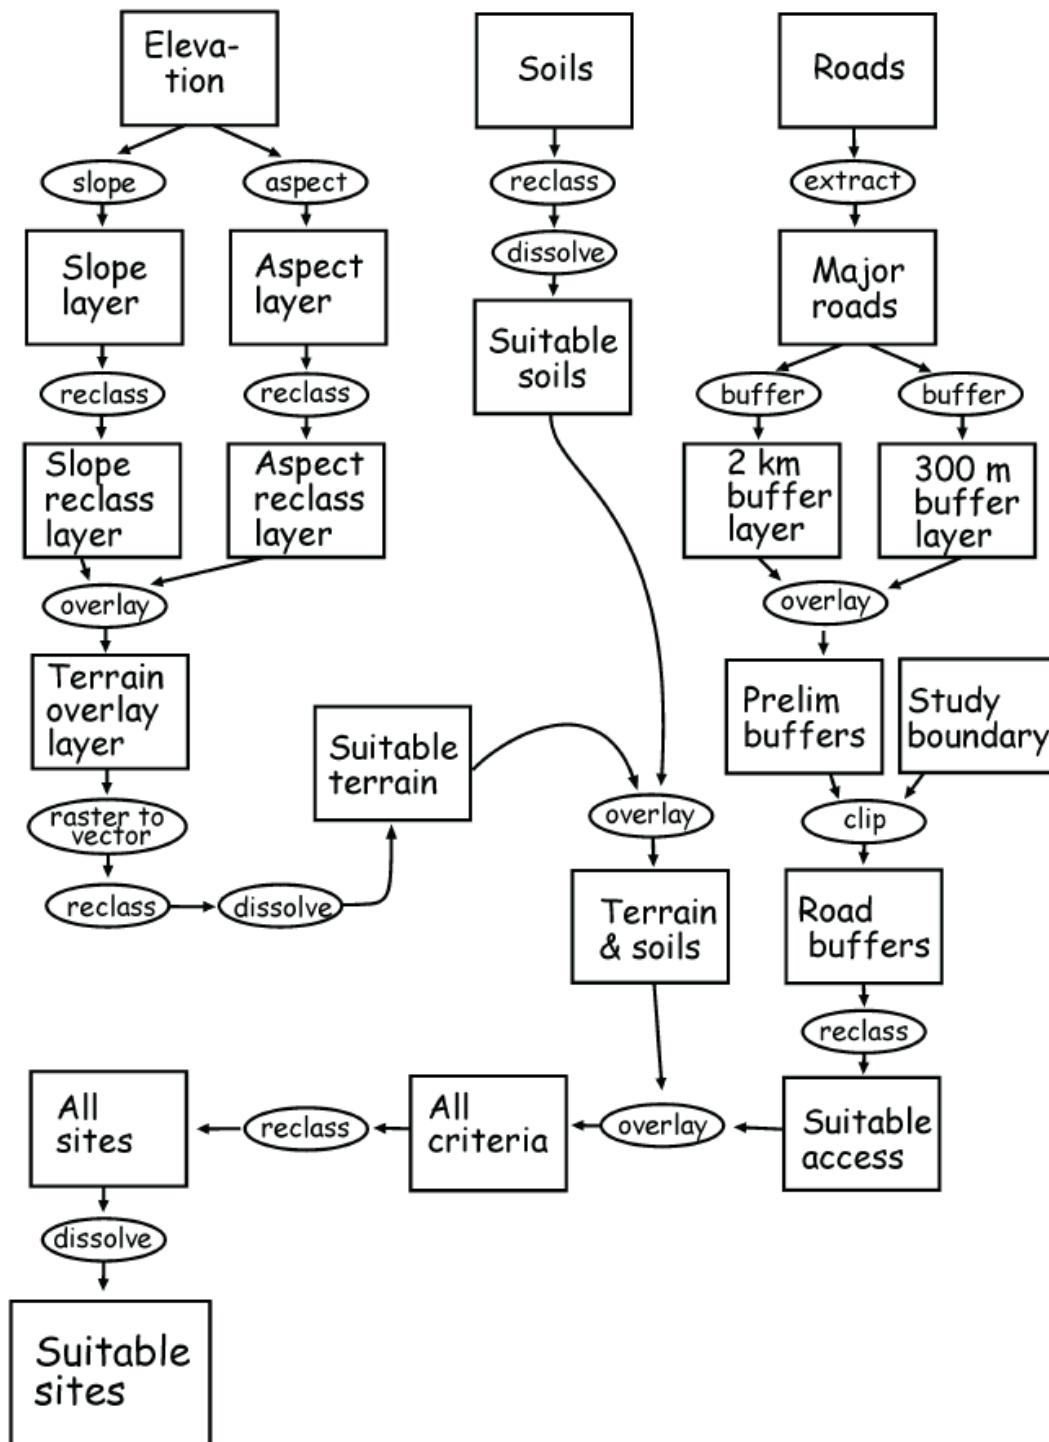 Eleva-
tion
Soils
Roads
slope
aspect
reclass
extract
dissolve
Slope
layer
Aspect
layer
Major
roads
Suitable
soils
reclass
reclass
buffer
buffer
Slope
reclass
layer
Aspect
reclass
layer
2 km
buffer
layer
300 m
buffer
layer
overlay
overlay
Terrain
overlay
layer
Prelim
buffers
Study
boundary
Suitable
terrain
raster to
vector
overlay
clip
reclass
dissolve
Terrain
& soils
Road
buffers
reclass
All
sites
reclass
All
criteria
overlay
Suitable
access
dissolve
Suitable
sites